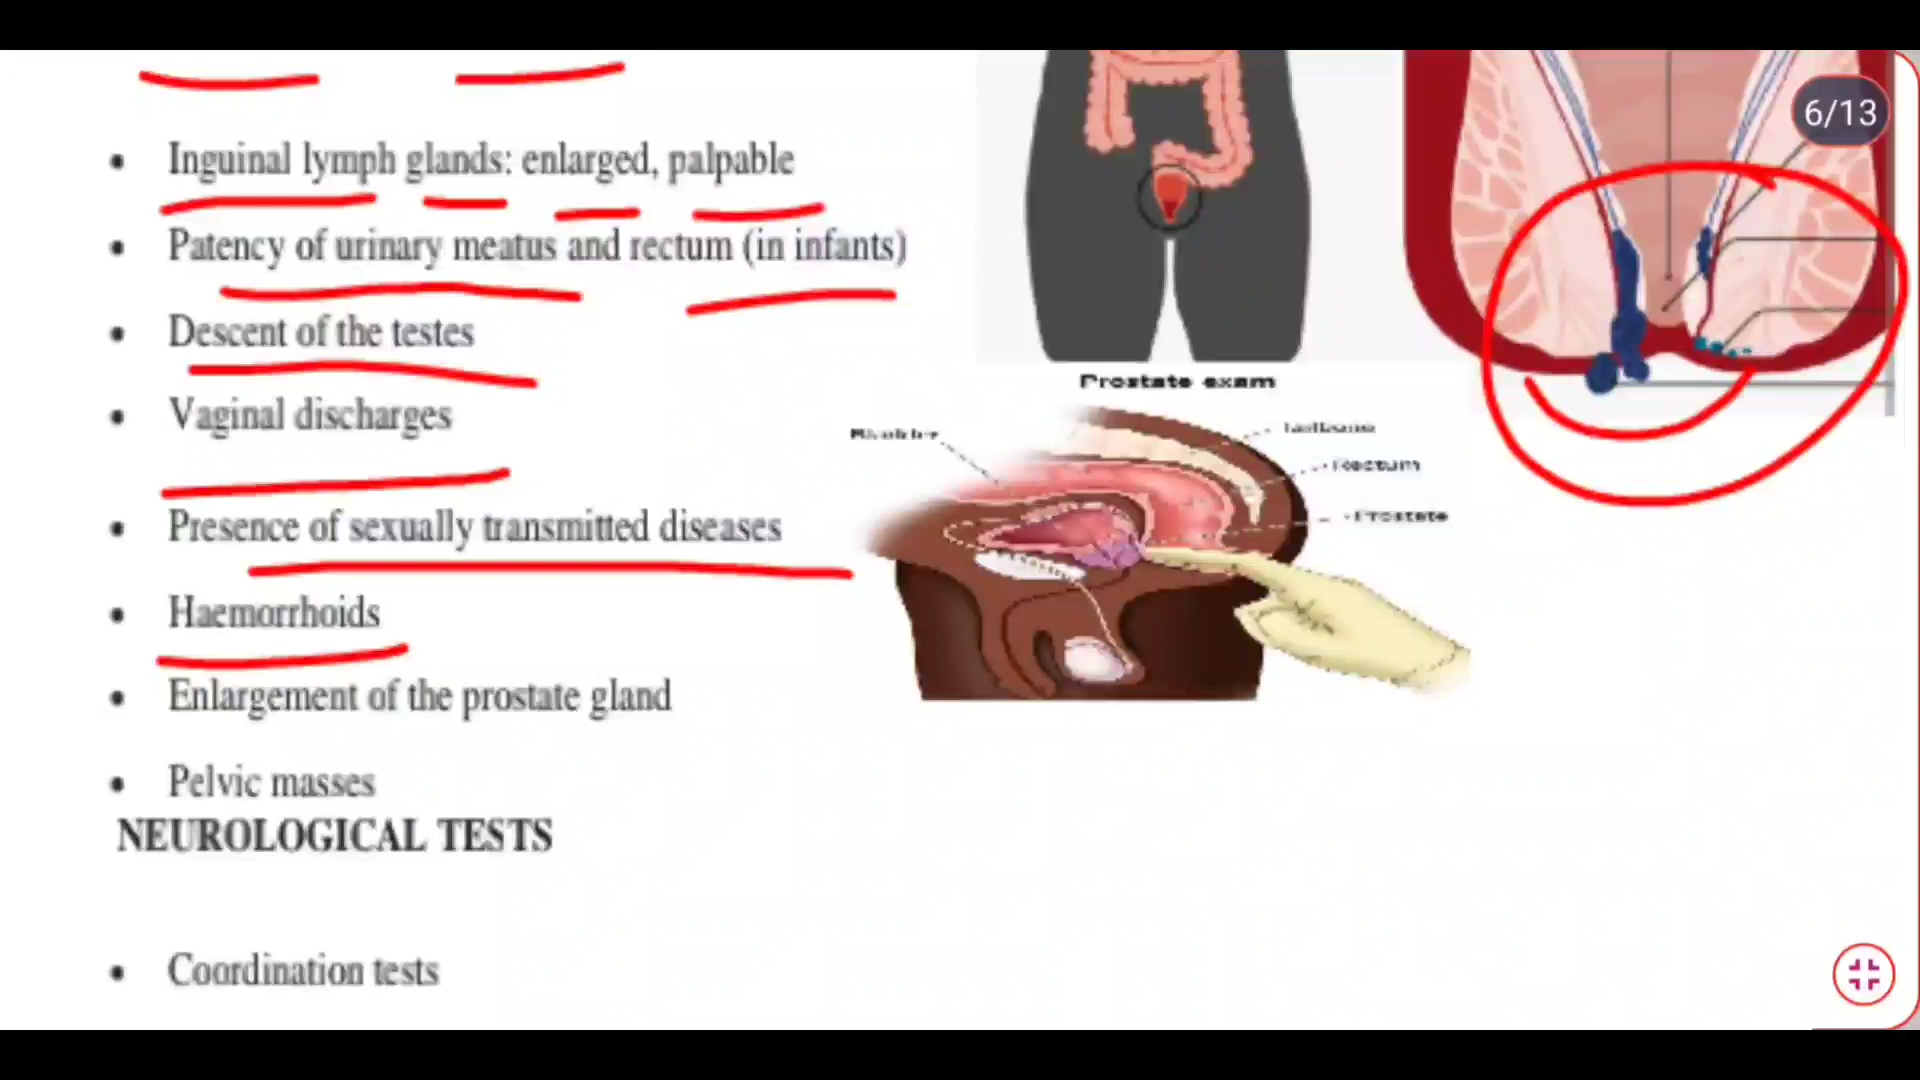 6/13
• Inguinal lymph glands: enlarged, palpable
• Patency of urinary meatus and rectum (in infants)
• Descent of the testes
• Vaginal discharges
• Presence of sexually transmitted diseases
• Haemorrhoids
• Enlargement of the prostate gland
• Pelvic masses
NEUROLOGICAL TESTS
• Coordination tests
Prostate exam
Bladder
Rectum
Prostate